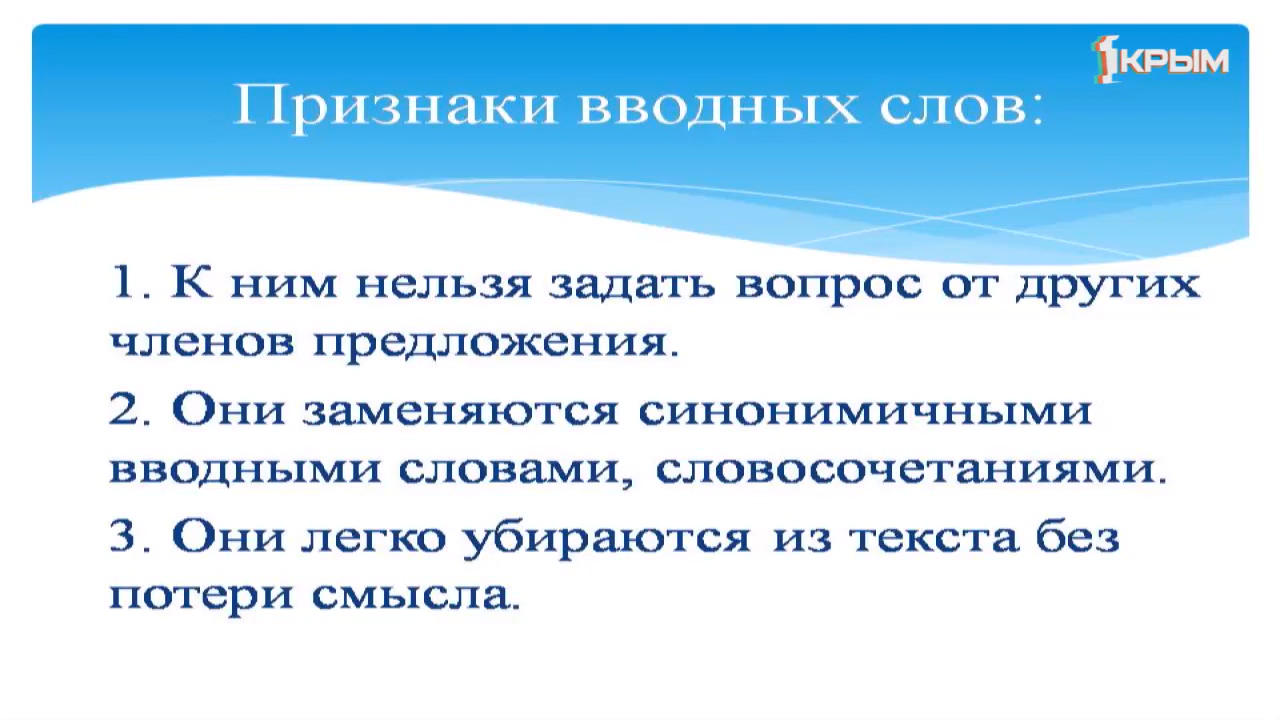 1КРЫМ
Признаки вводных слов:
1. К ним нельзя задать вопрос от других
членов предложения.
2. Они заменяются синонимичными
вводными словами, словосочетаниями.
3. Они легко убираются из текста без
потери смысла.